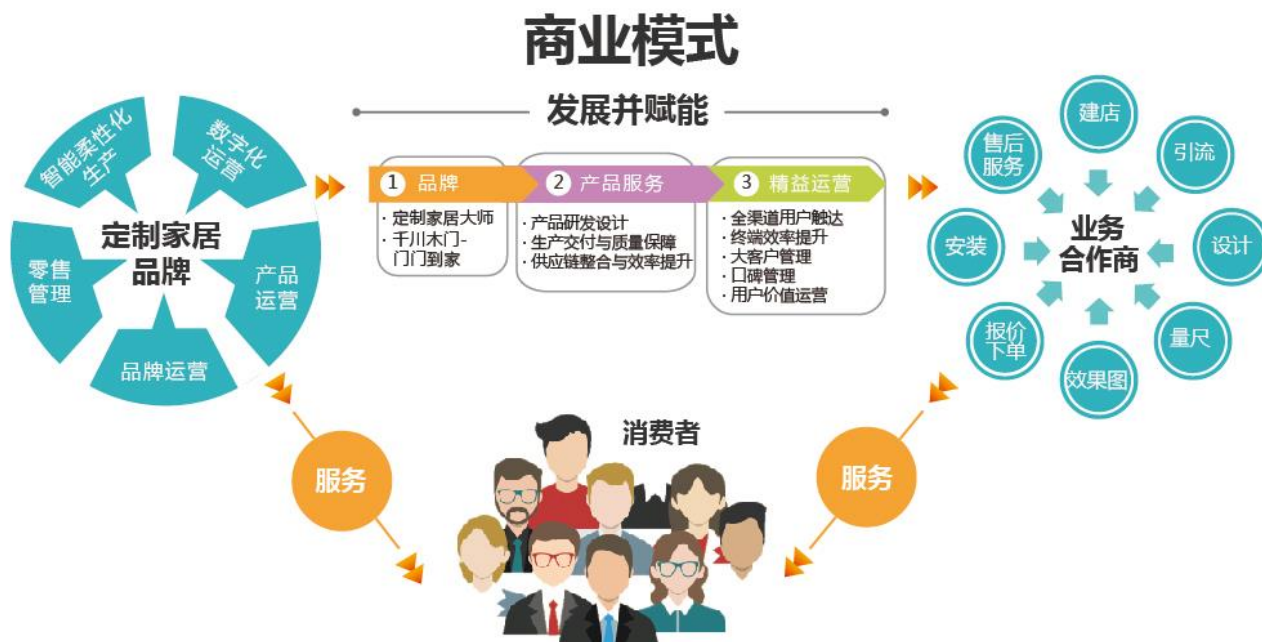 商业模式
发展并赋能
智能柔性化
生产
数字化
运营
零售
管理
产品
运营
品牌运营
定制家居
品牌
1 品牌
· 定制家居大师
· 千川木门-
门门到家
2 产品服务
· 产品研发设计
· 生产交付与质量保障
· 供应链整合与效率提升
3 精益运营
· 全渠道用户触达
· 终端效率提升
· 大客户管理
· 口碑管理
· 用户价值运营
建店
引流
设计
量尺
效果图
报价
下单
安装
售后
服务
业务
合作商
服务
消费者
服务